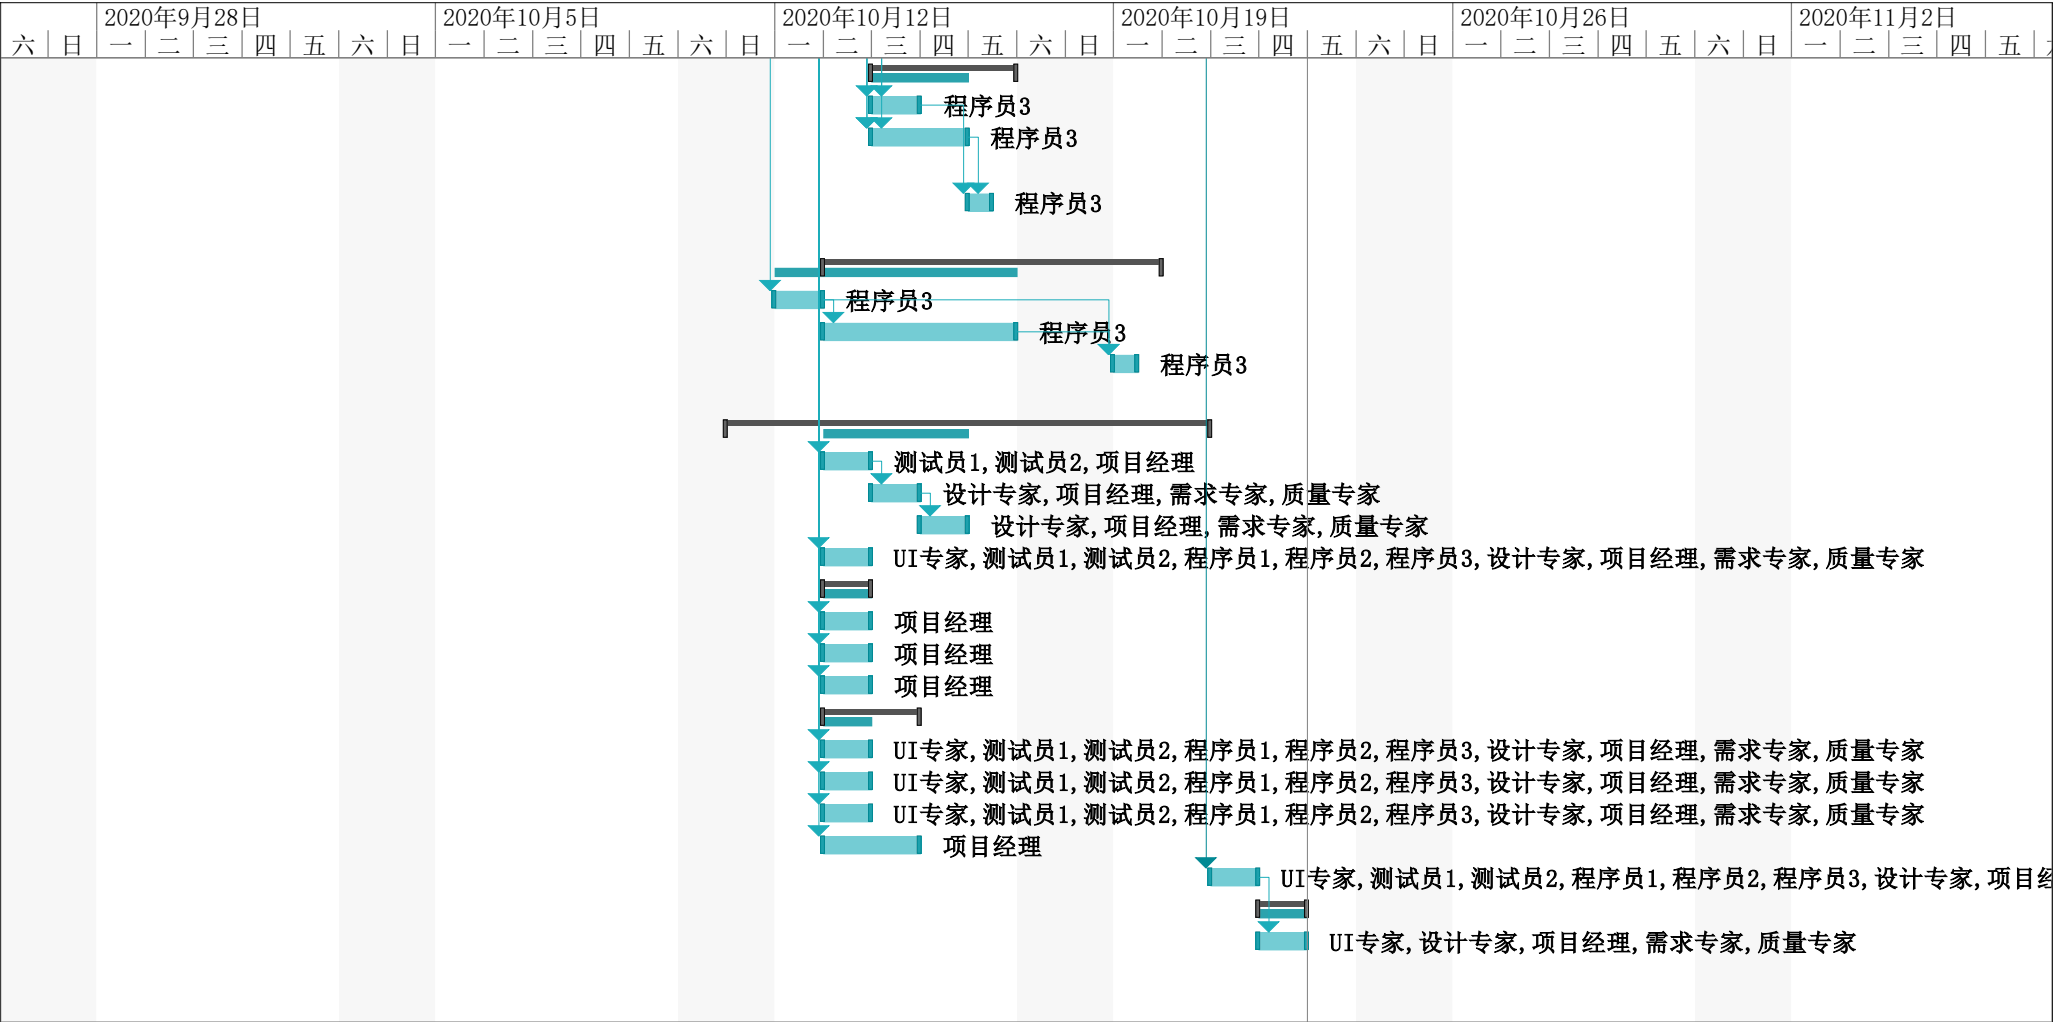 2020年9月28日 2020年10月5日 2020年10月12日 2020年10月19日 2020年10月26日 2020年11月2日
六 日 一 二 三 四 五 六 日 一 二 三 四 五 六 日 一 二 三 四 五 六 日 一 二 三 四 五 六 日 一 二 三 四 五 六 日 一 二 三 四 五
程序员3
程序员3
程序员3
程序员3
程序员3
程序员3
测试员1,测试员2,项目经理
设计专家,项目经理,需求专家,质量专家
设计专家,项目经理,需求专家,质量专家
UI专家,测试员1,测试员2,程序员1,程序员2,程序员3,设计专家,项目经理,需求专家,质量专家
项目经理
项目经理
项目经理
UI专家,测试员1,测试员2,程序员1,程序员2,程序员3,设计专家,项目经理,需求专家,质量专家
UI专家,测试员1,测试员2,程序员1,程序员2,程序员3,设计专家,项目经理,需求专家,质量专家
UI专家,测试员1,测试员2,程序员1,程序员2,程序员3,设计专家,项目经理,需求专家,质量专家
项目经理
UI专家,测试员1,测试员2,程序员1,程序员2,程序员3,设计专家,项目经
UI专家,设计专家,项目经理,需求专家,质量专家